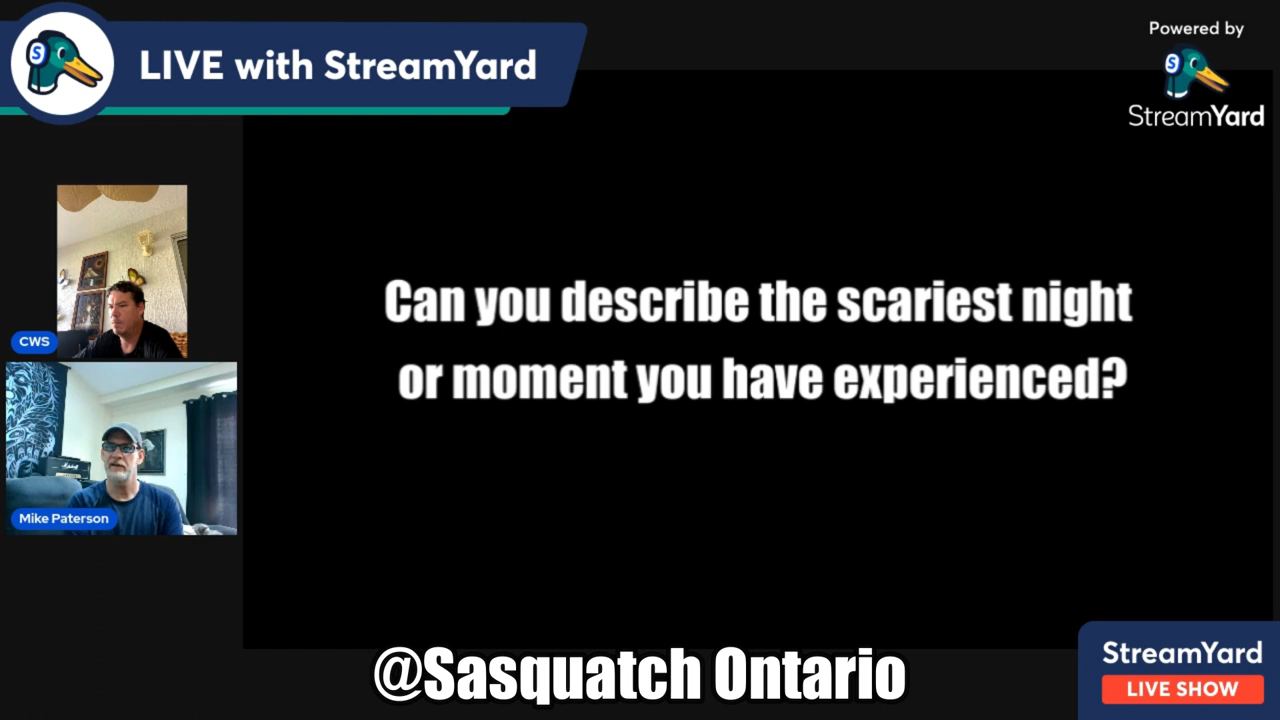 S
LIVE with StreamYard
Powered by
S
StreamYard
Can you describe the scariest night
or moment you have experienced?
CWS
Marshall
Mike Paterson
@Sasquatch Ontario
StreamYard
LIVE SHOW